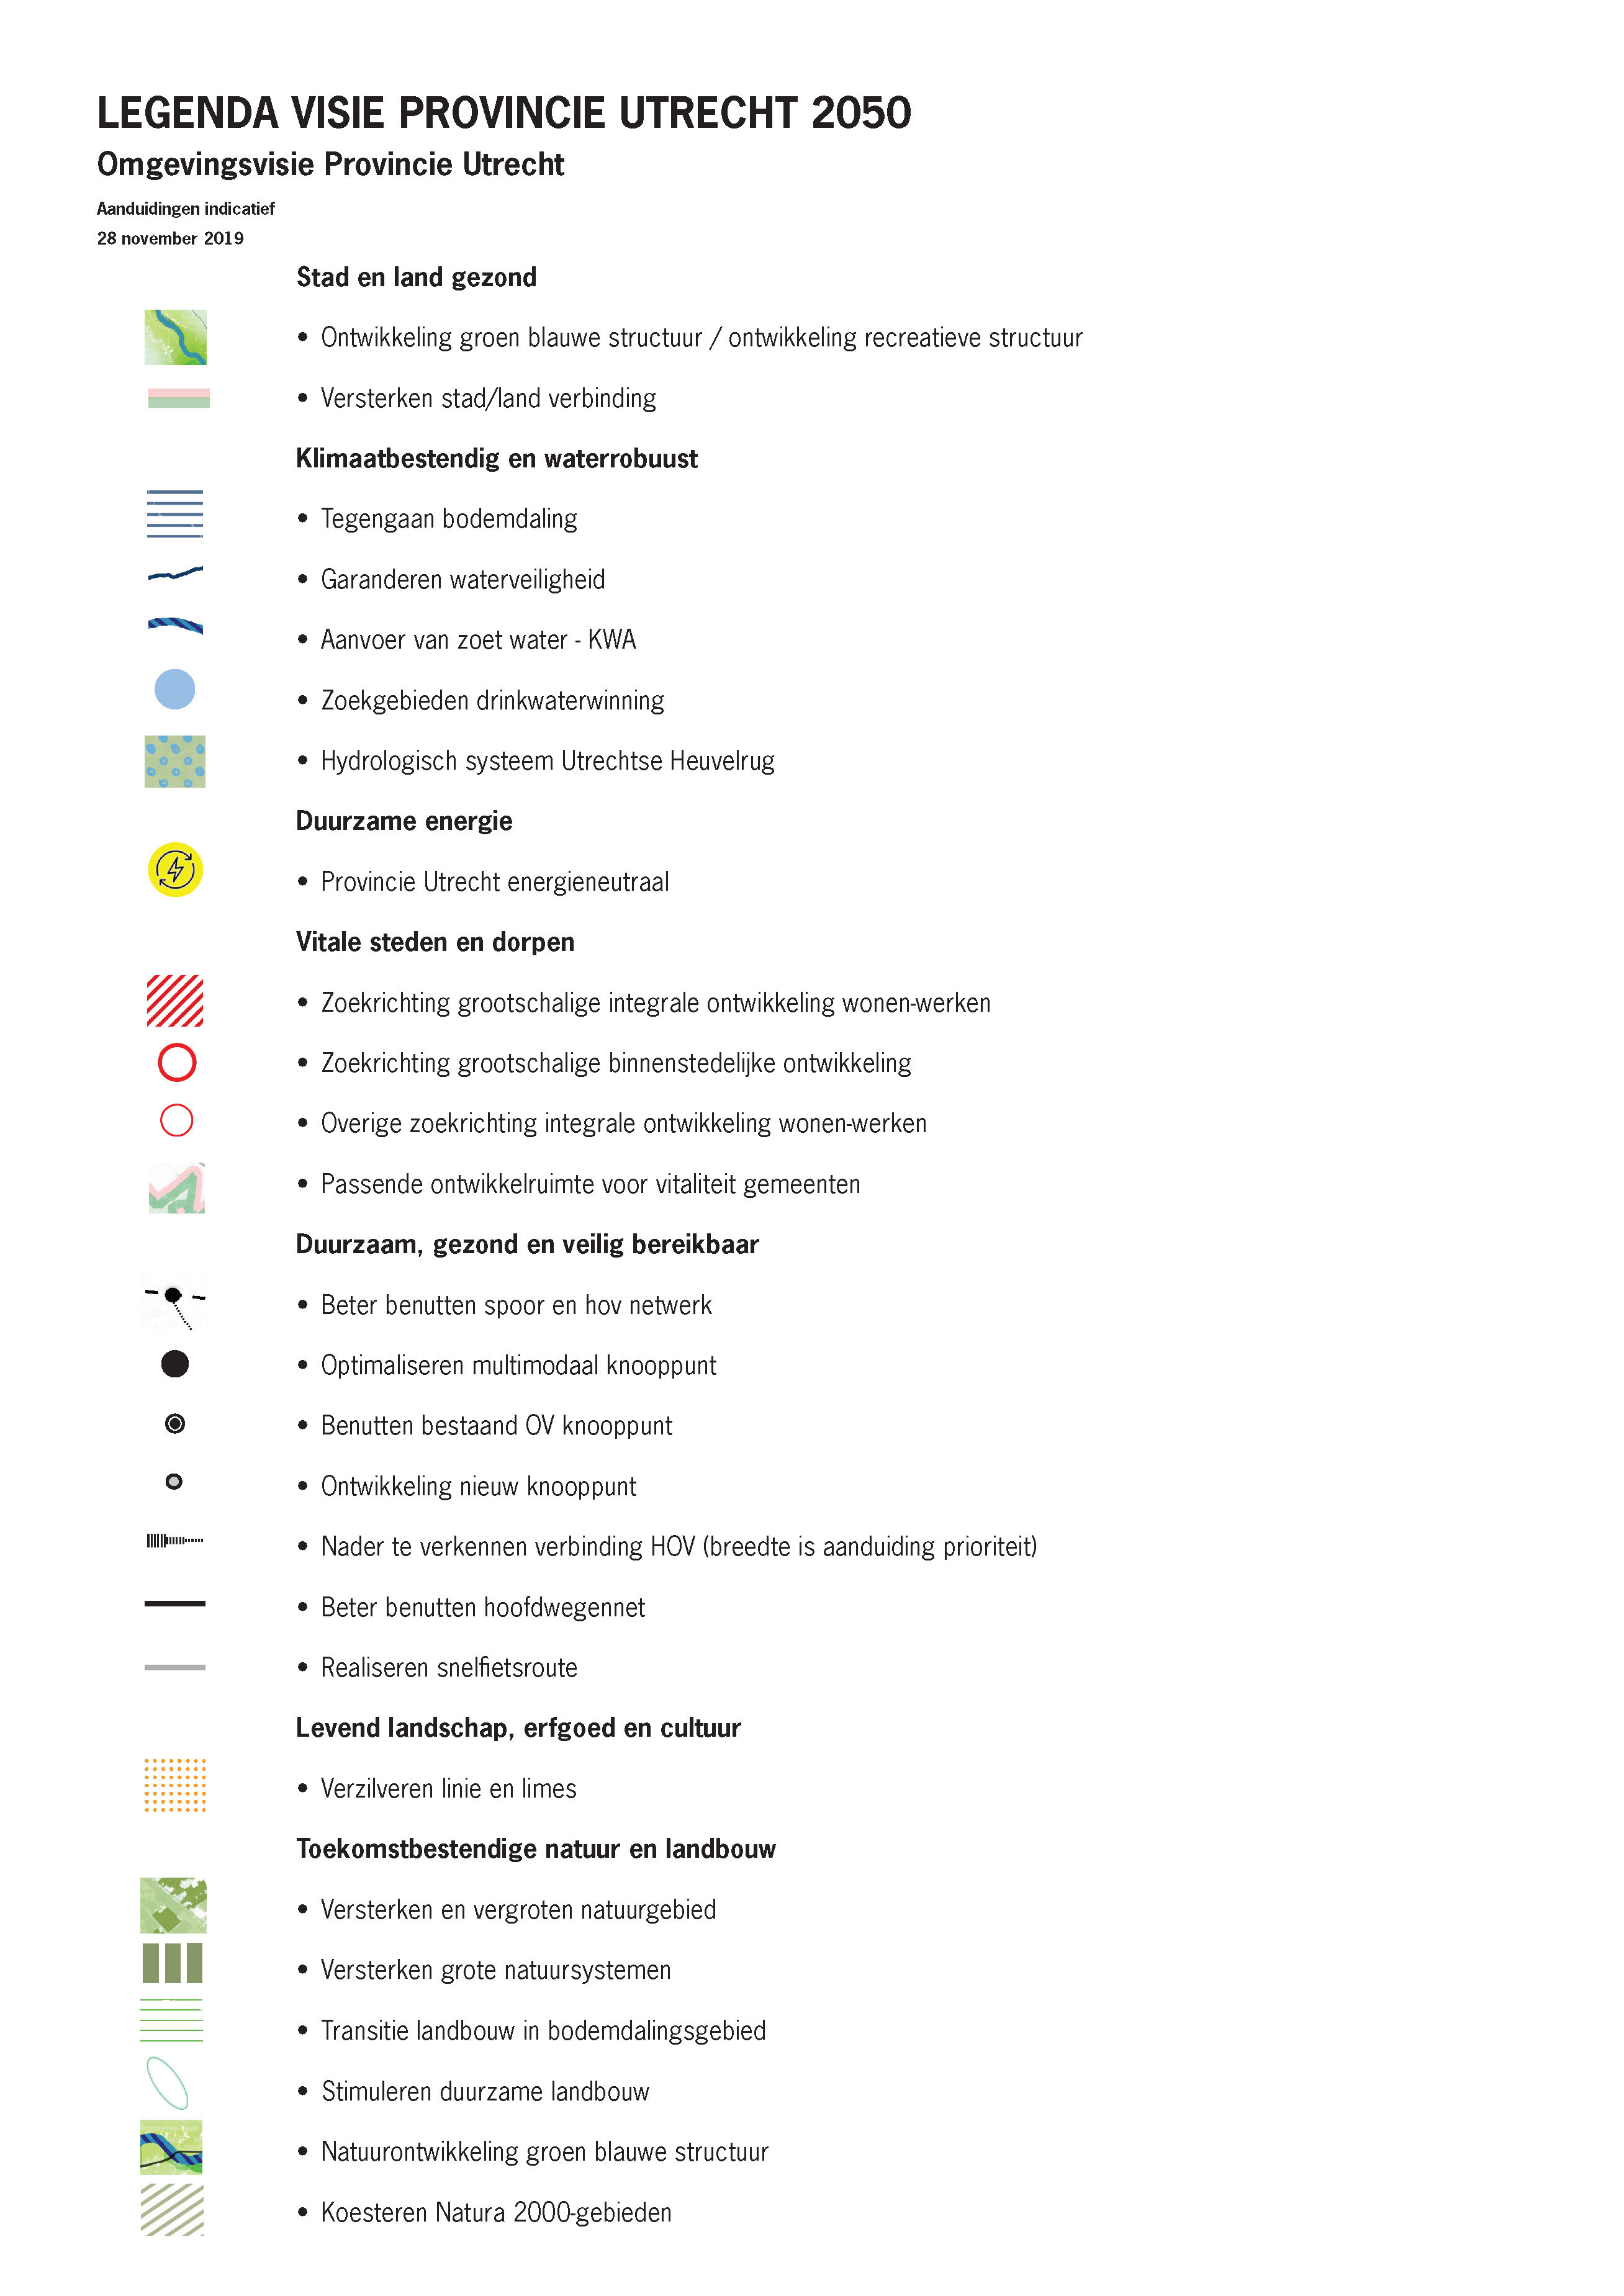 LEGENDA VISIE PROVINCIE UTRECHT 2050
Omgevingsvisie Provincie Utrecht
Aanduidingen indicatief
28 november 2019
Stad en land gezond
• Ontwikkeling groen blauwe structuur / ontwikkeling recreatieve structuur
• Versterken stad/land verbinding
Klimaatbestendig en waterrobuust
• Tegengaan bodemdaling
• Garanderen waterveiligheid
• Aanvoer van zoet water - KWA
• Zoekgebieden drinkwaterwinning
• Hydrologisch systeem Utrechtse Heuvelrug
Duurzame energie
• Provincie Utrecht energieneutraal
Vitale steden en dorpen
• Zoekrichting grootschalige integrale ontwikkeling wonen-werken
• Zoekrichting grootschalige binnenstedelijke ontwikkeling
• Overige zoekrichting integrale ontwikkeling wonen-werken
• Passende ontwikkelruimte voor vitaliteit gemeenten
Duurzaam, gezond en veilig bereikbaar
• Beter benutten spoor en hov netwerk
• Optimaliseren multimodaal knooppunt
• Benutten bestaand OV knooppunt
• Ontwikkeling nieuw knooppunt
• Nader te verkennen verbinding HOV (breedte is aanduiding prioriteit)
• Beter benutten hoofdwegennet
• Realiseren snelfietsroute
Levend landschap, erfgoed en cultuur
• Verzilveren linie en limes
Toekomstbestendige natuur en landbouw
• Versterken en vergroten natuurgebied
• Versterken grote natuursystemen
• Transitie landbouw in bodemdalingsgebied
• Stimuleren duurzame landbouw
• Natuurontwikkeling groen blauwe structuur
• Koesteren Natura 2000-gebieden